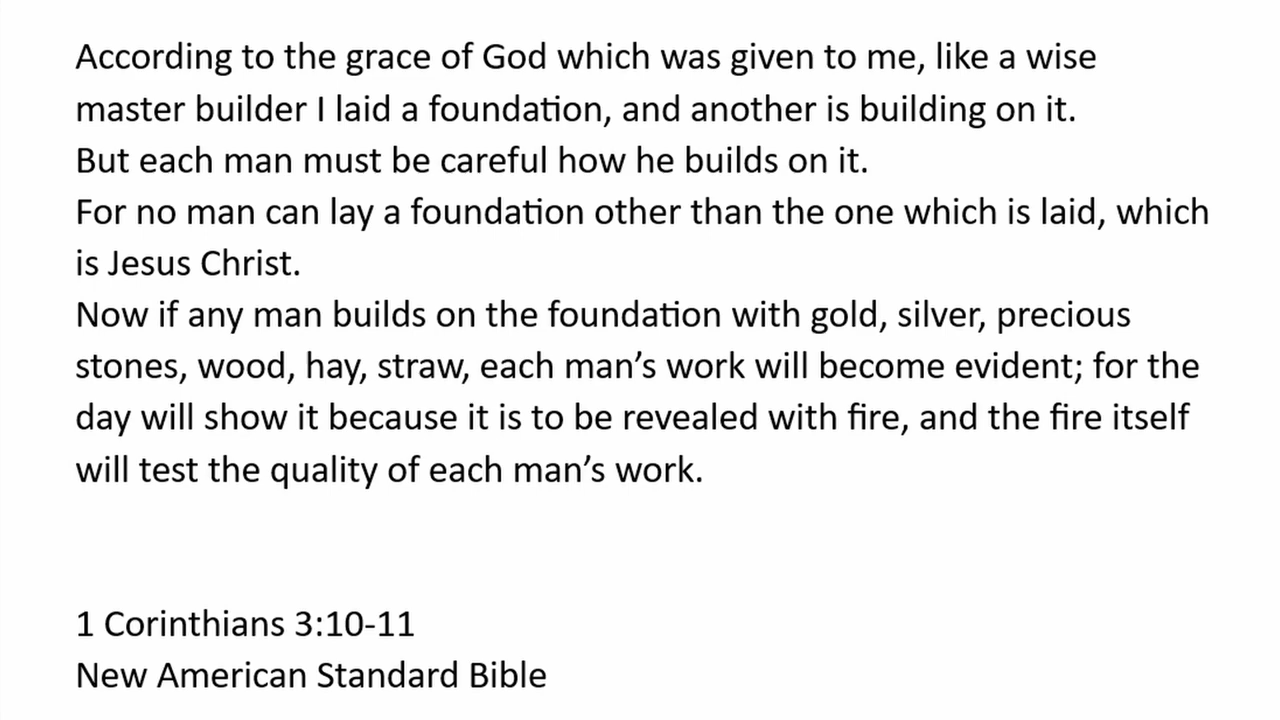 According to the grace of God which was given to me, like a wise
master builder I laid a foundation, and another is building on it.
But each man must be careful how he builds on it.
For no man can lay a foundation other than the one which is laid, which
is Jesus Christ.
Now if any man builds on the foundation with gold, silver, precious
stones, wood, hay, straw, each man’s work will become evident; for the
day will show it because it is to be revealed with fire, and the fire itself
will test the quality of each man’s work.
1 Corinthians 3:10-11
New American Standard Bible